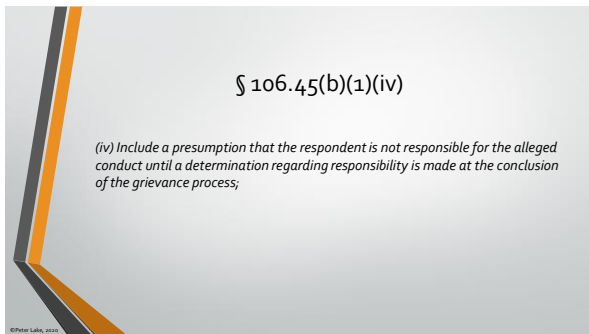 § 106.45(b)(1)(iv)
(iv) Include a presumption that the respondent is not responsible for the alleged
conduct until a determination regarding responsibility is made at the conclusion
of the grievance process;
©Peter Lake, 2020